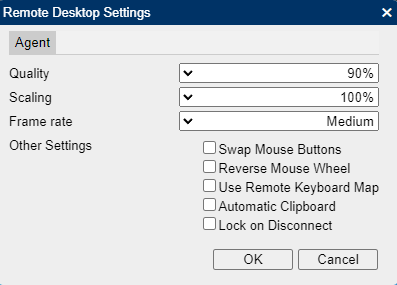 Remote Desktop Settings
Agent
Quality 90%
Scaling 100%
Frame rate Medium
Other Settings
Swap Mouse Buttons
Reverse Mouse Wheel
Use Remote Keyboard Map
Automatic Clipboard
Lock on Disconnect
OK Cancel